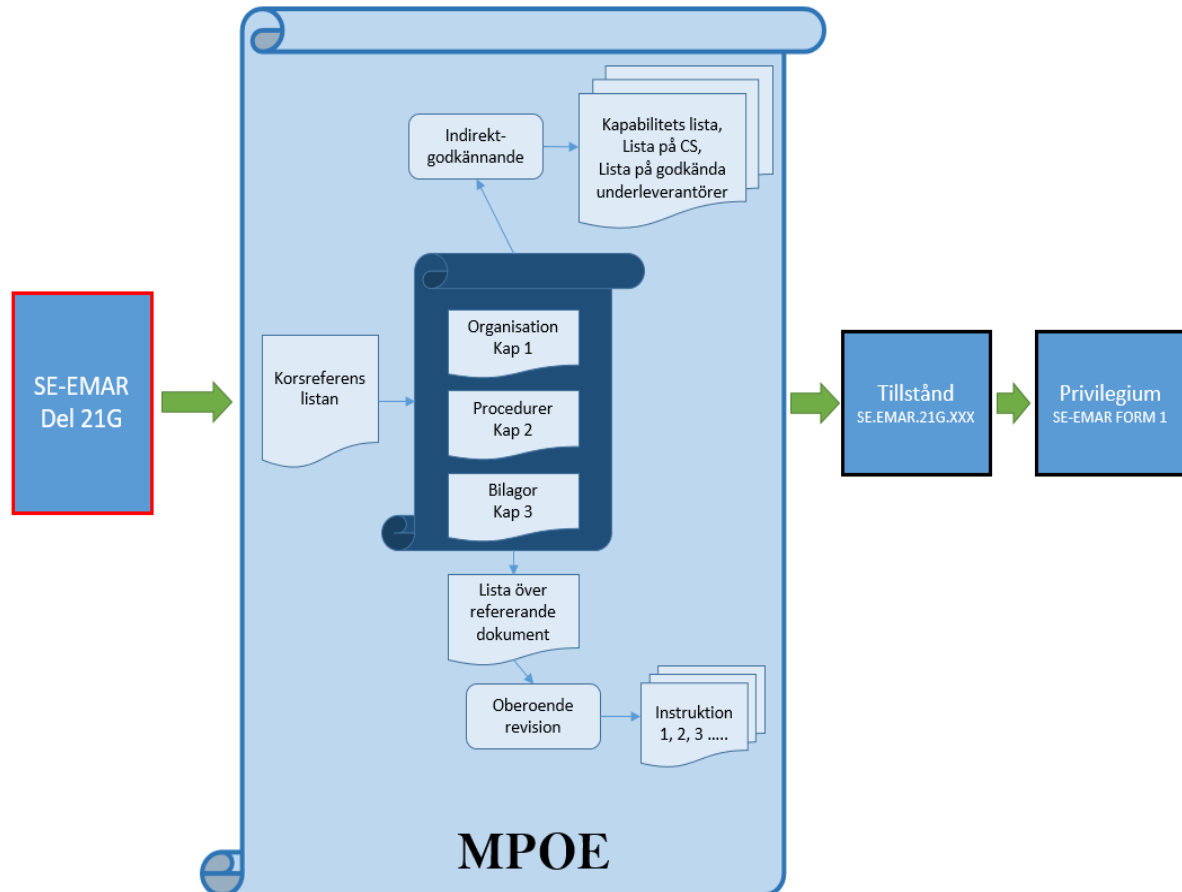 SE-EMAR
Del 21G
Indirekt-
godkännande
Kapabilitets lista,
Lista på CS,
Lista på godkända
underleverantörer
Korsreferens
listan
Organisation
Kap 1
Procedurer
Kap 2
Bilagor
Kap 3
Lista över
refererande
dokument
Oberoende
revision
Instruktion
1, 2, 3 .....
MPOE
Tillstånd
SE.EMAR.21G.XXX
Privilegium
SE-EMAR FORM 1